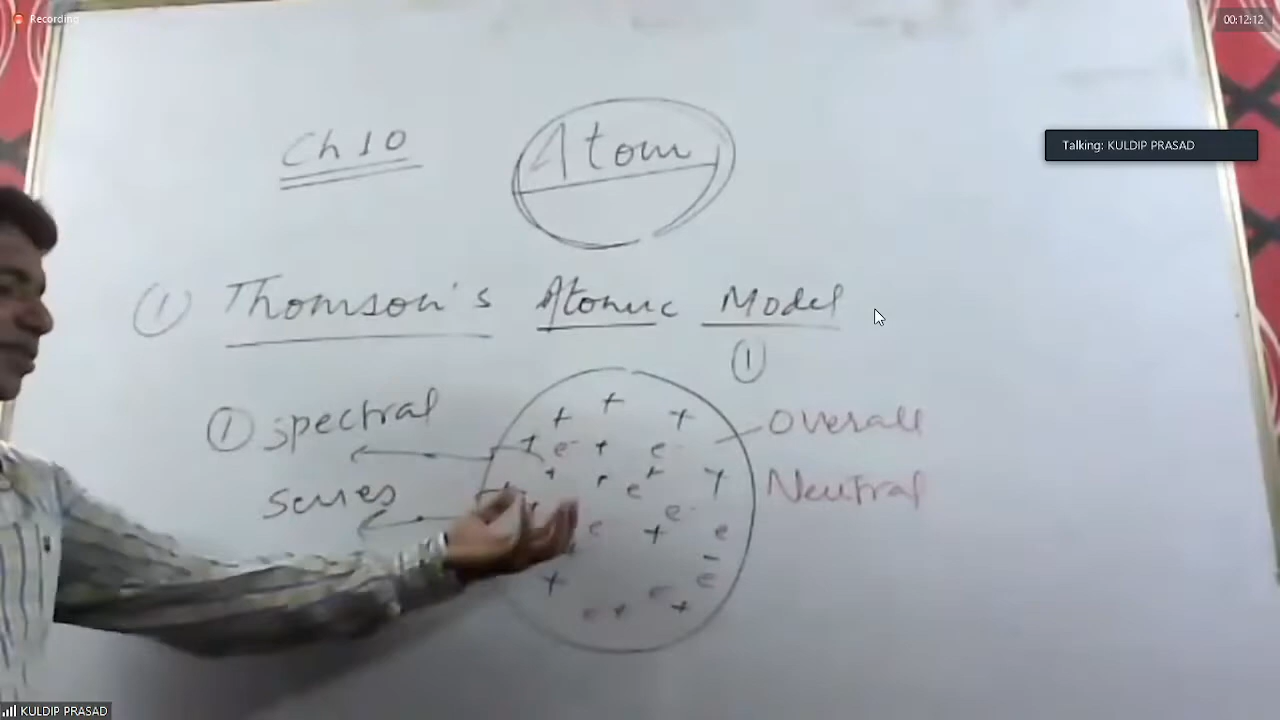 Recording
00:12:12
Ch 10
Atom
Talking: KULDIP PRASAD
① Thomson's Atomic Model
①
① spectral
series
Overall
Neutral
+ + +
+ e⁻ + e⁻
+ e + +
e
e + e
e⁻
+ e
e + +
KULDIP PRASAD